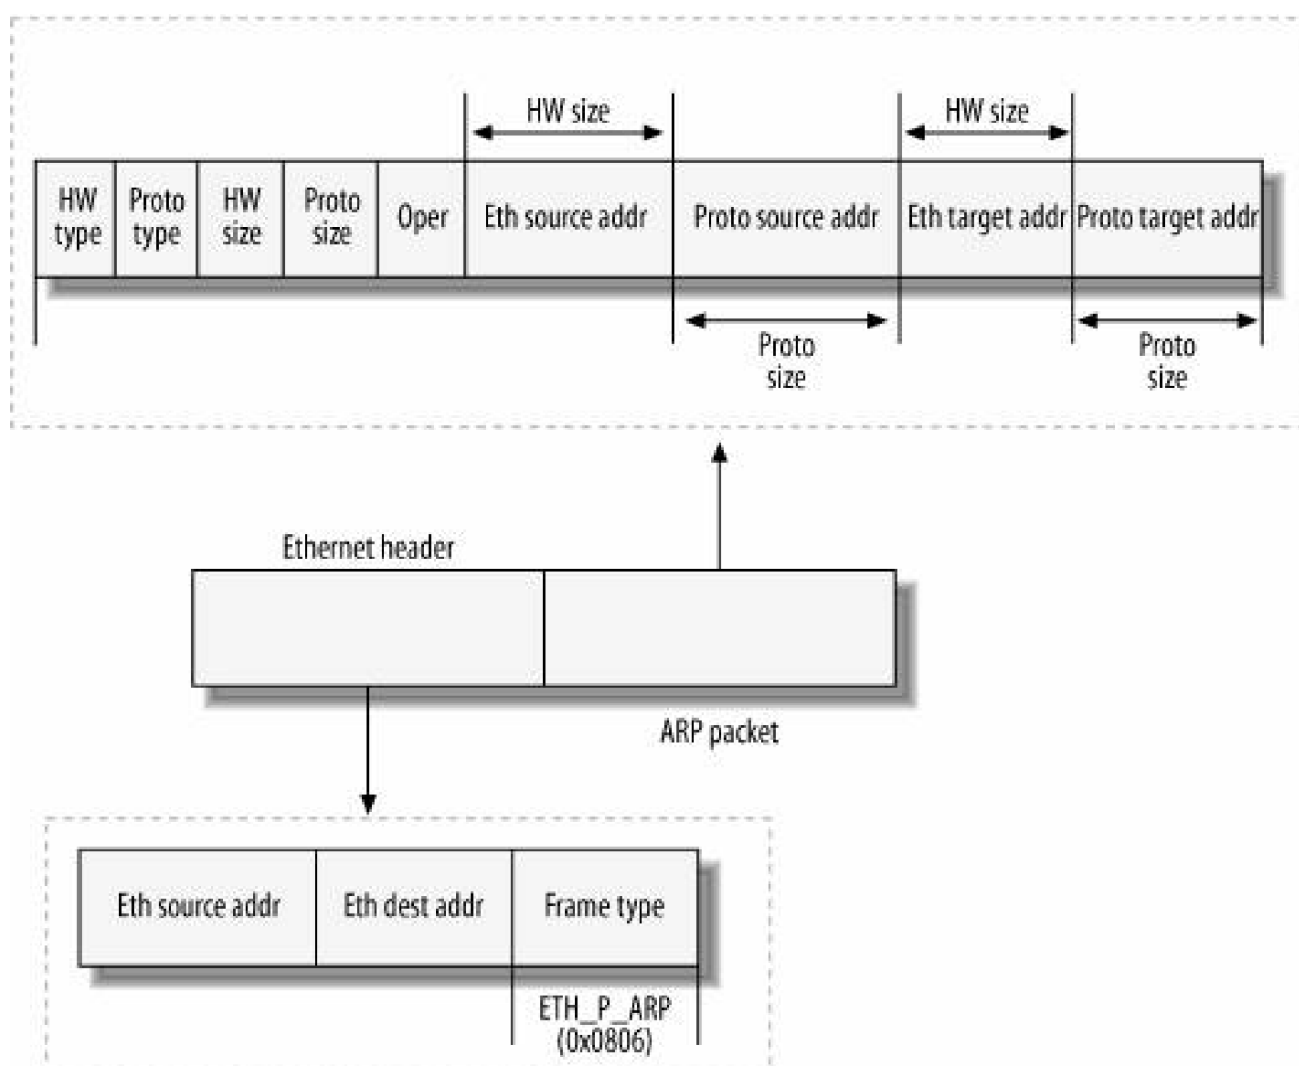 HW size
HW size
HW type
Proto type
HW size
Proto size
Oper
Eth source addr
Proto source addr
Eth target addr
Proto target addr
Proto size
Proto size
Ethernet header
ARP packet
Eth source addr
Eth dest addr
Frame type
ETH_P_ARP
(0x0806)